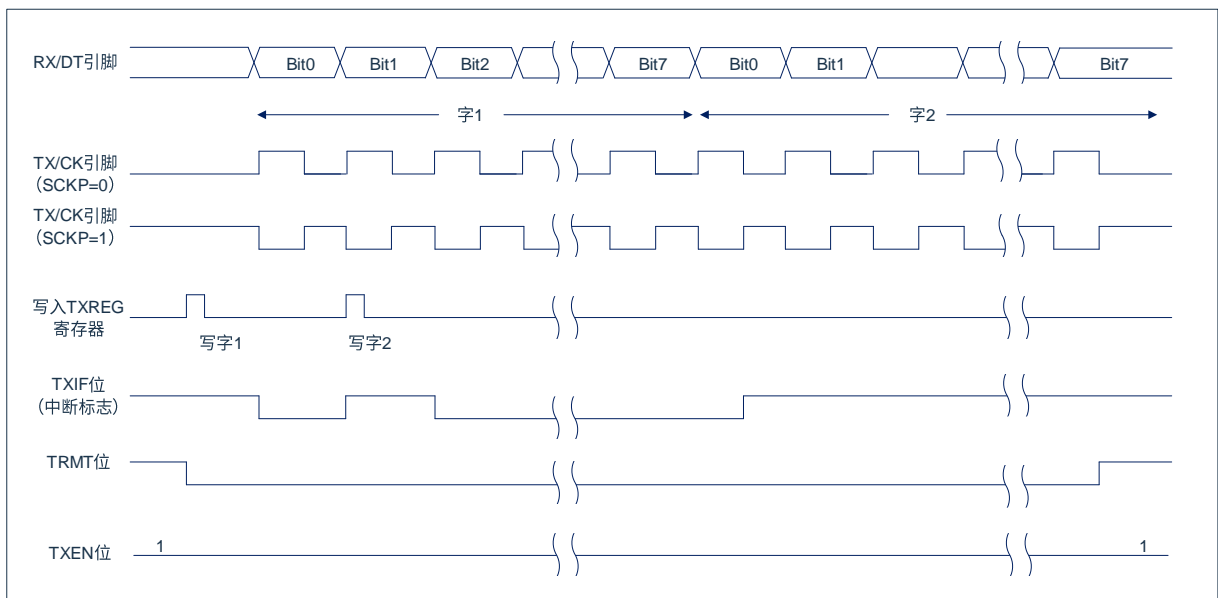 RX/DT引脚
Bit0 Bit1 Bit2 Bit7 Bit0 Bit1 Bit7
字1 字2
TX/CK引脚
（SCKP=0）
TX/CK引脚
（SCKP=1）
写入TXREG
寄存器
写字1 写字2
TXIF位
（中断标志）
TRMT位
TXEN位 1 1